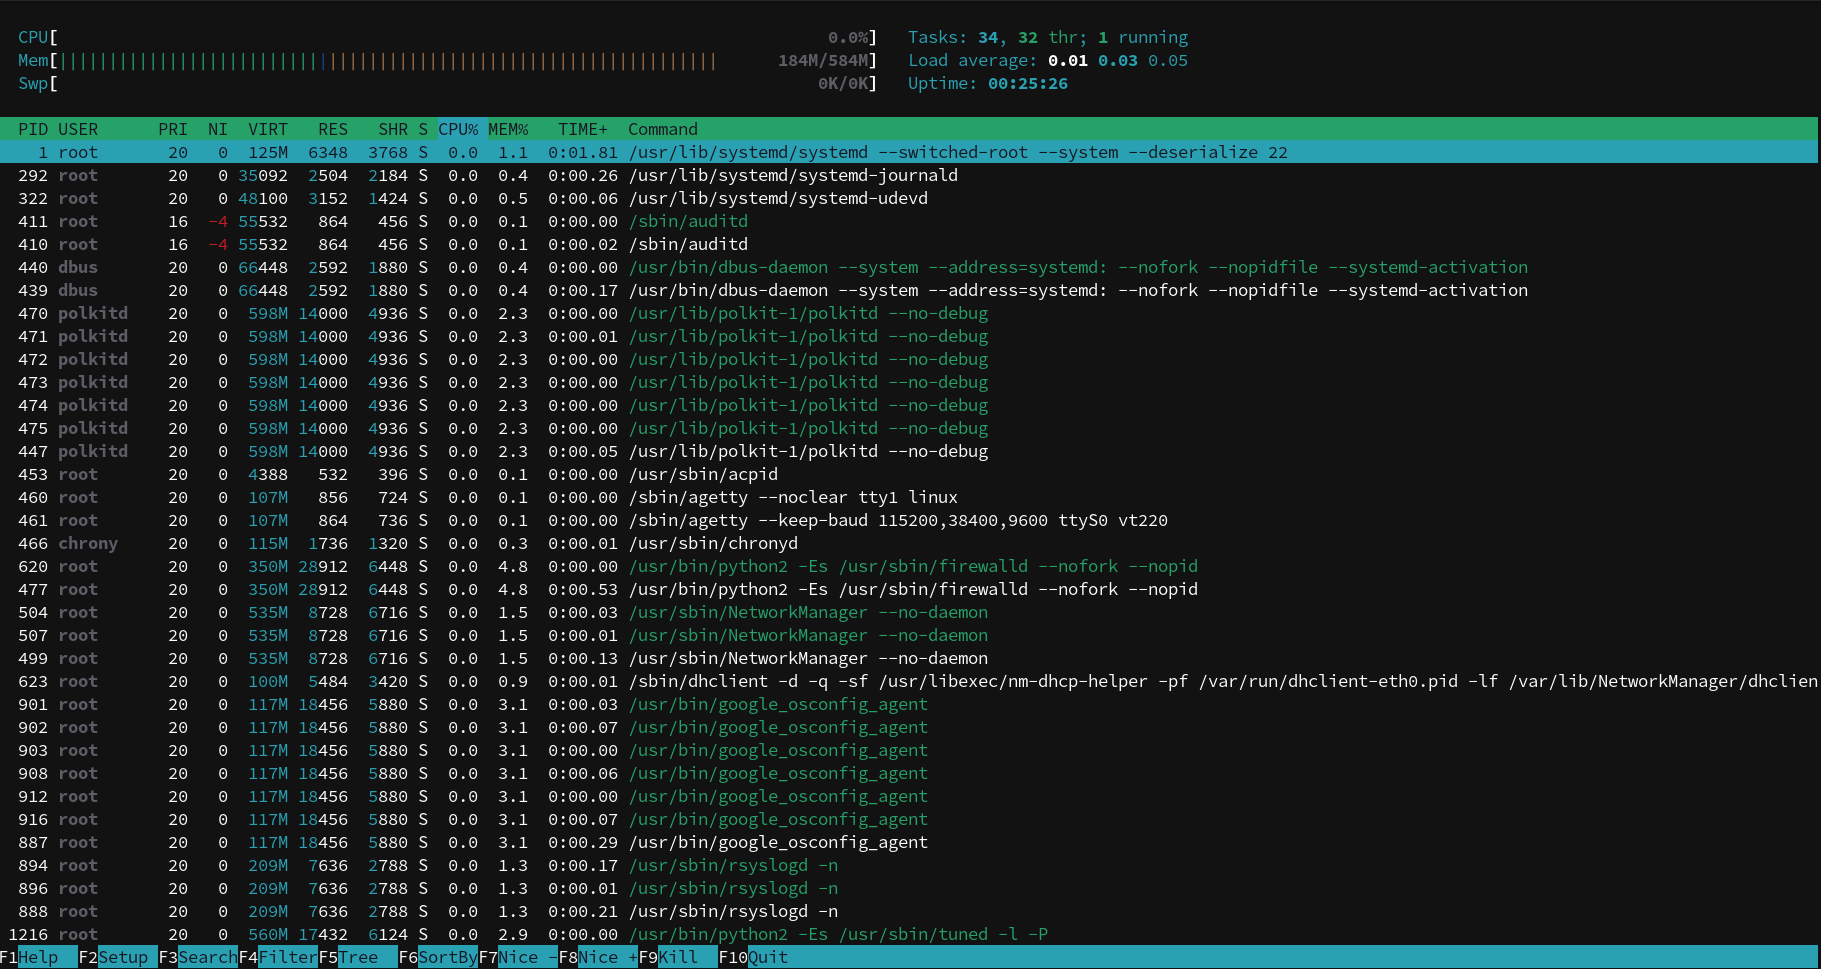 CPU[ 0.0%] Tasks: 34, 32 thr; 1 running
Mem[||||||||||||||||||||||||||||||||||||||||||||||||||||||||||||||||||     184M/584M] Load average: 0.01 0.03 0.05
Swp[ 0K/0K] Uptime: 00:25:26
PID USER PRI NI VIRT RES SHR S CPU% MEM% TIME+ Command
1 root 20 0 125M 6348 3768 S 0.0 1.1 0:01.81 /usr/lib/systemd/systemd --switched-root --system --deserialize 22
292 root 20 0 35092 2504 2184 S 0.0 0.4 0:00.26 /usr/lib/systemd/systemd-journald
322 root 20 0 48100 3152 1424 S 0.0 0.5 0:00.06 /usr/lib/systemd/systemd-udevd
411 root 16 -4 55532 864 456 S 0.0 0.1 0:00.00 /sbin/auditd
410 root 16 -4 55532 864 456 S 0.0 0.1 0:00.02 /sbin/auditd
440 dbus 20 0 66448 2592 1880 S 0.0 0.4 0:00.00 /usr/bin/dbus-daemon --system --address=systemd: --nofork --nopidfile --systemd-activation
439 dbus 20 0 66448 2592 1880 S 0.0 0.4 0:00.17 /usr/bin/dbus-daemon --system --address=systemd: --nofork --nopidfile --systemd-activation
470 polkitd 20 0 598M 14000 4936 S 0.0 2.3 0:00.00 /usr/lib/polkit-1/polkitd --no-debug
471 polkitd 20 0 598M 14000 4936 S 0.0 2.3 0:00.01 /usr/lib/polkit-1/polkitd --no-debug
472 polkitd 20 0 598M 14000 4936 S 0.0 2.3 0:00.00 /usr/lib/polkit-1/polkitd --no-debug
473 polkitd 20 0 598M 14000 4936 S 0.0 2.3 0:00.00 /usr/lib/polkit-1/polkitd --no-debug
474 polkitd 20 0 598M 14000 4936 S 0.0 2.3 0:00.00 /usr/lib/polkit-1/polkitd --no-debug
475 polkitd 20 0 598M 14000 4936 S 0.0 2.3 0:00.00 /usr/lib/polkit-1/polkitd --no-debug
447 polkitd 20 0 598M 14000 4936 S 0.0 2.3 0:00.05 /usr/lib/polkit-1/polkitd --no-debug
453 root 20 0 4388 532 396 S 0.0 0.1 0:00.00 /usr/sbin/acpid
460 root 20 0 107M 856 724 S 0.0 0.1 0:00.00 /sbin/agetty --noclear tty1 linux
461 root 20 0 107M 864 736 S 0.0 0.1 0:00.00 /sbin/agetty --keep-baud 115200,38400,9600 ttyS0 vt220
466 chrony 20 0 115M 1736 1320 S 0.0 0.3 0:00.01 /usr/sbin/chronyd
620 root 20 0 350M 28912 6448 S 0.0 4.8 0:00.00 /usr/bin/python2 -Es /usr/sbin/firewalld --nofork --nopid
477 root 20 0 350M 28912 6448 S 0.0 4.8 0:00.53 /usr/bin/python2 -Es /usr/sbin/firewalld --nofork --nopid
504 root 20 0 535M 8728 6716 S 0.0 1.5 0:00.03 /usr/sbin/NetworkManager --no-daemon
507 root 20 0 535M 8728 6716 S 0.0 1.5 0:00.01 /usr/sbin/NetworkManager --no-daemon
499 root 20 0 535M 8728 6716 S 0.0 1.5 0:00.13 /usr/sbin/NetworkManager --no-daemon
623 root 20 0 100M 5484 3420 S 0.0 0.9 0:00.01 /sbin/dhclient -d -q -sf /usr/libexec/nm-dhcp-helper -pf /var/run/dhclient-eth0.pid -lf /var/lib/NetworkManager/dhclien
901 root 20 0 117M 18456 5880 S 0.0 3.1 0:00.03 /usr/bin/google_osconfig_agent
902 root 20 0 117M 18456 5880 S 0.0 3.1 0:00.07 /usr/bin/google_osconfig_agent
903 root 20 0 117M 18456 5880 S 0.0 3.1 0:00.00 /usr/bin/google_osconfig_agent
908 root 20 0 117M 18456 5880 S 0.0 3.1 0:00.06 /usr/bin/google_osconfig_agent
912 root 20 0 117M 18456 5880 S 0.0 3.1 0:00.00 /usr/bin/google_osconfig_agent
916 root 20 0 117M 18456 5880 S 0.0 3.1 0:00.07 /usr/bin/google_osconfig_agent
887 root 20 0 117M 18456 5880 S 0.0 3.1 0:00.29 /usr/bin/google_osconfig_agent
894 root 20 0 209M 7636 2788 S 0.0 1.3 0:00.17 /usr/sbin/rsyslogd -n
896 root 20 0 209M 7636 2788 S 0.0 1.3 0:00.01 /usr/sbin/rsyslogd -n
888 root 20 0 209M 7636 2788 S 0.0 1.3 0:00.21 /usr/sbin/rsyslogd -n
1216 root 20 0 560M 17432 6124 S 0.0 2.9 0:00.00 /usr/bin/python2 -Es /usr/sbin/tuned -l -P
F1Help F2Setup F3SearchF4FilterF5Tree F6SortByF7Nice -F8Nice +F9Kill F10Quit